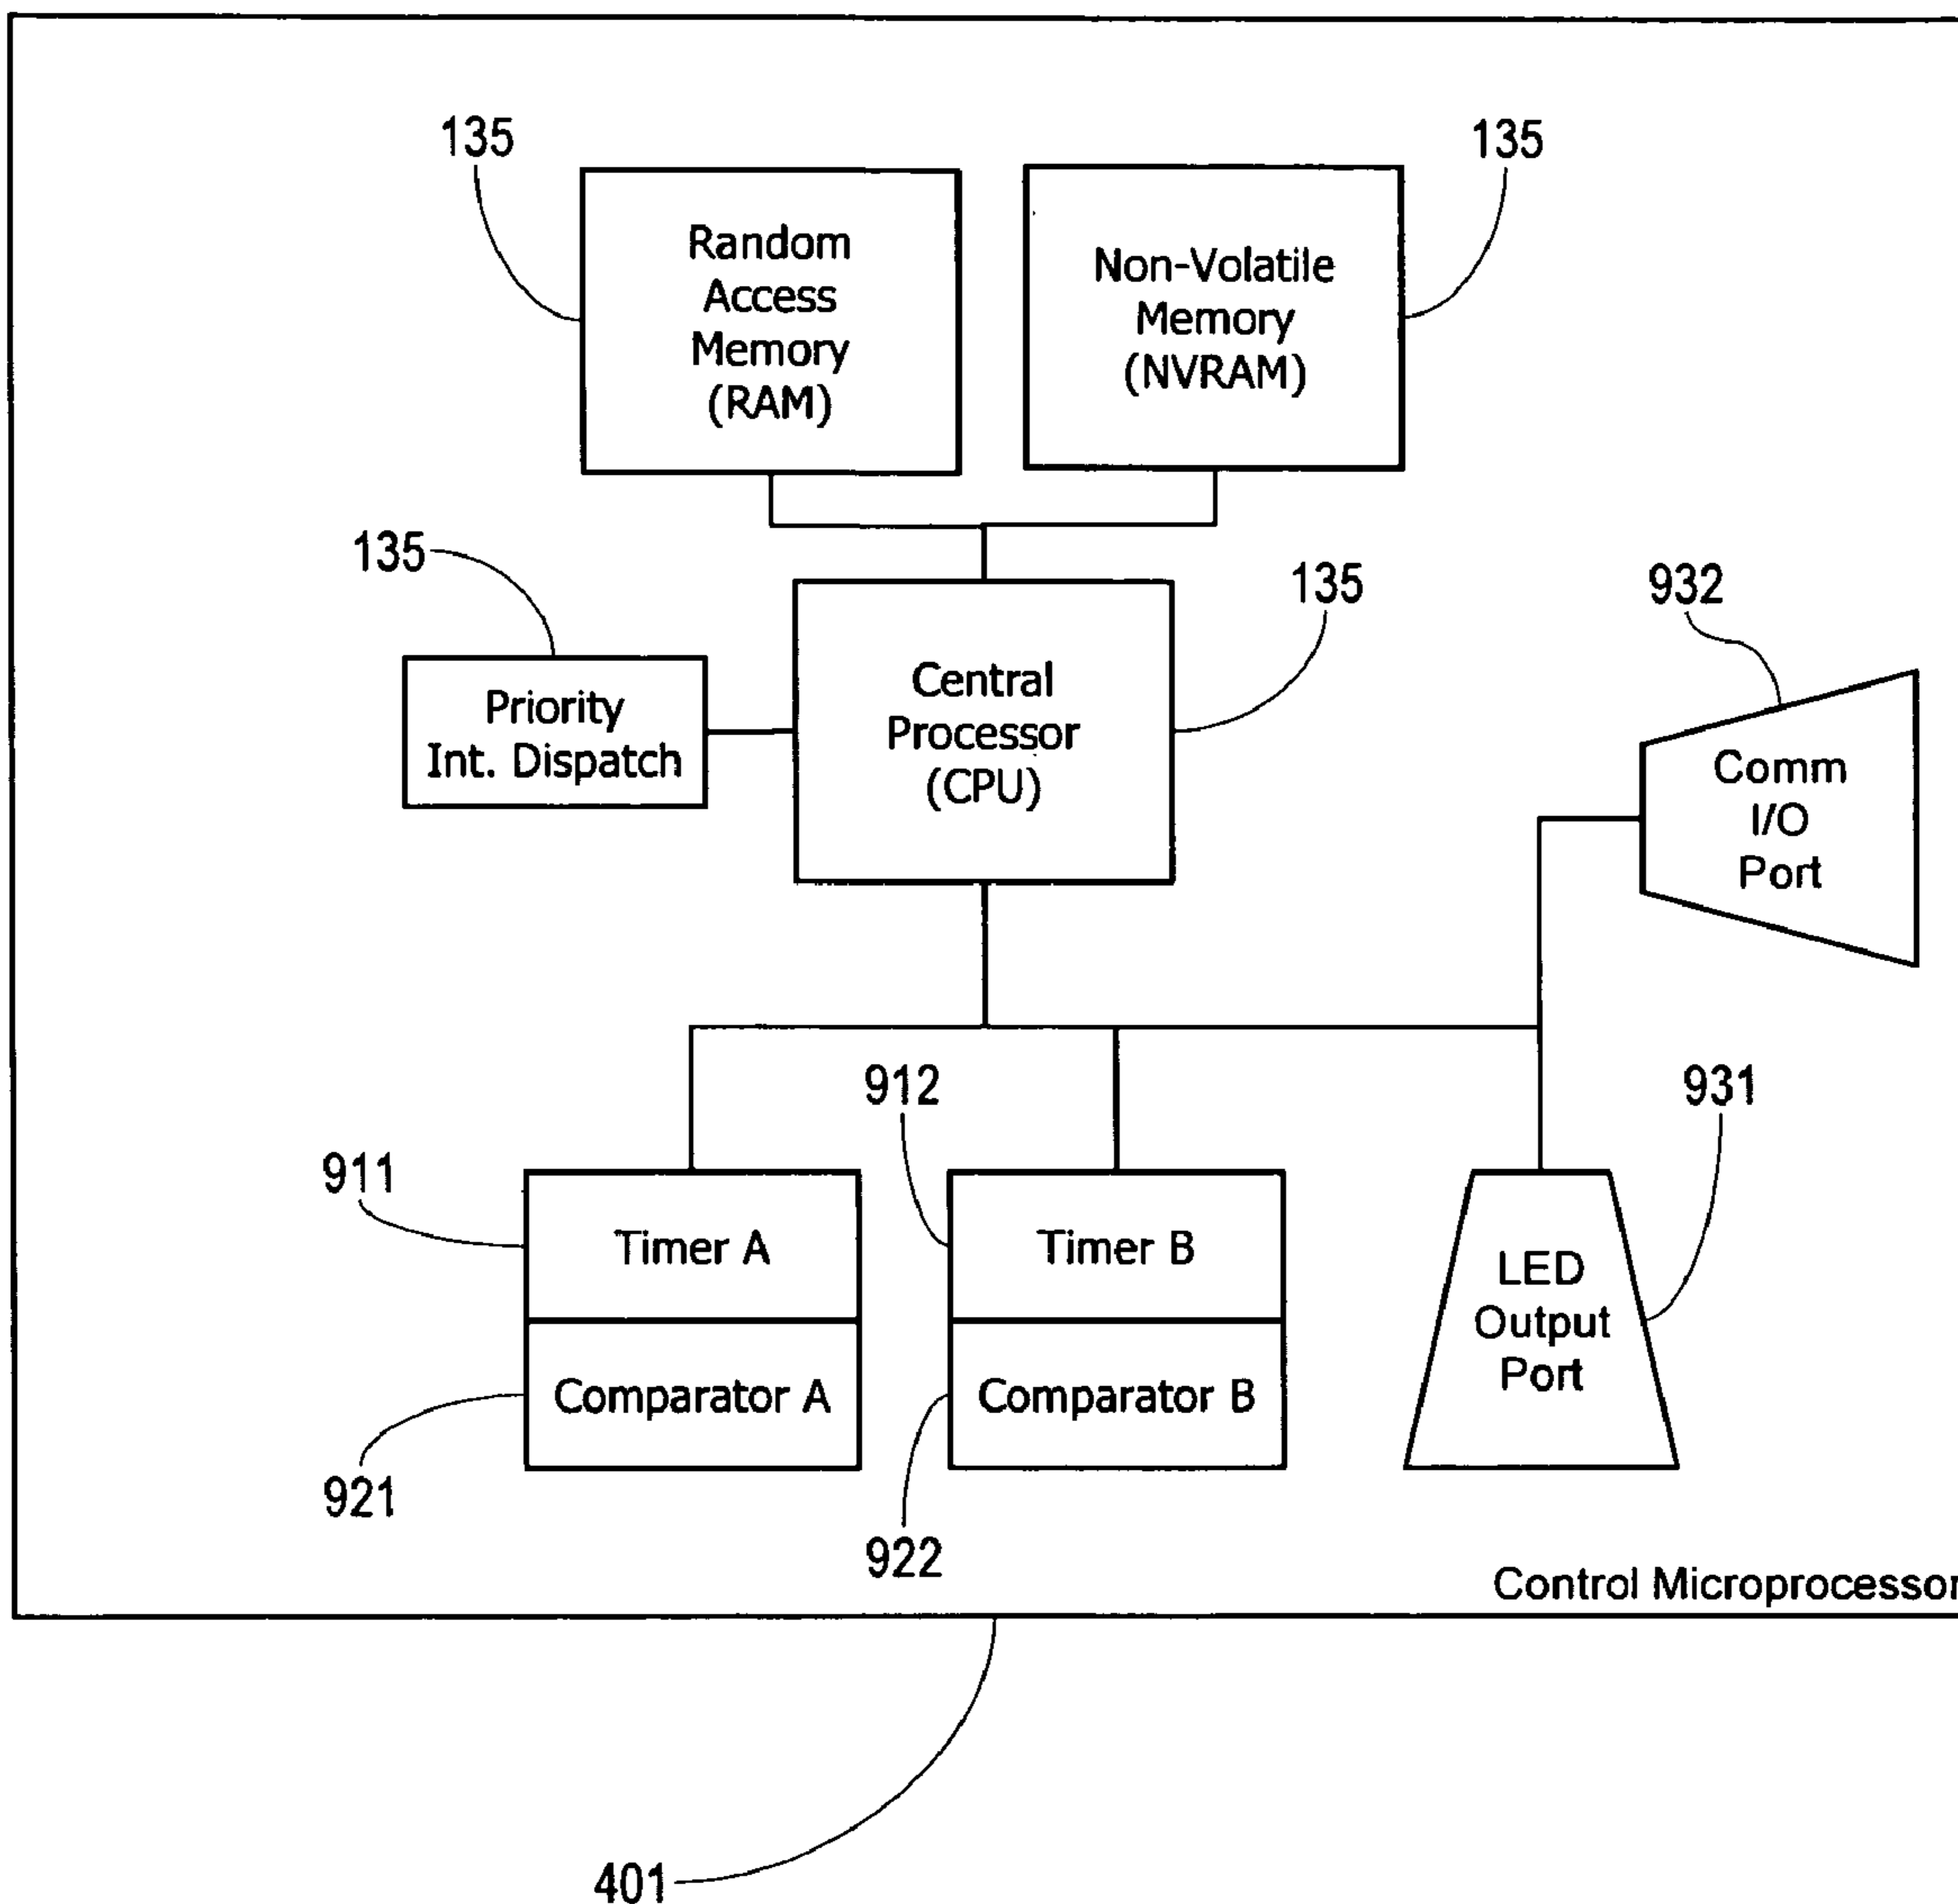 135
135
Random
Access
Memory
(RAM)
Non-Volatile
Memory
(NVRAM)
135
135
932
Priority
Int. Dispatch
Central
Processor
(CPU)
Comm
I/O
Port
912
931
911
Timer A
Timer B
LED
Output
Port
Comparator A
Comparator B
921
922
Control Microprocessor
401